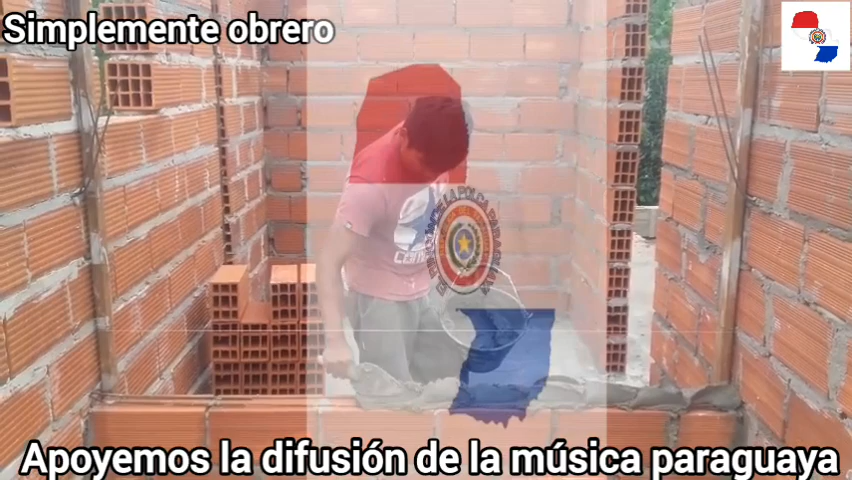 Simplemente obrero
Apoyemos la difusión de la música paraguaya